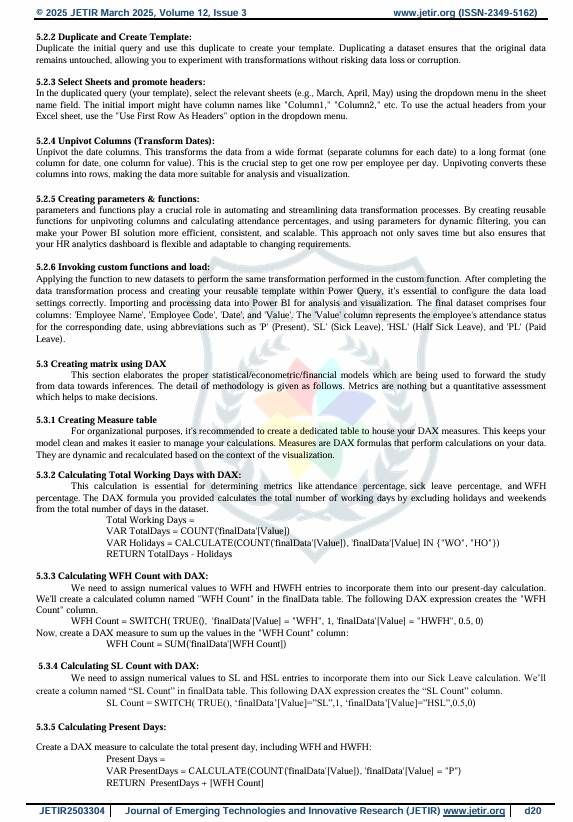 © 2025 JETIR March 2025, Volume 12, Issue 3 www.jetir.org (ISSN-2349-5162)
5.2.2 Duplicate and Create Template:
Duplicate the initial query and use this duplicate to create your template. Duplicating a dataset ensures that the original data
remains untouched, allowing you to experiment with transformations without risking data loss or corruption.
5.2.3 Select Sheets and promote headers:
In the duplicated query (your template), select the relevant sheets (e.g., March, April, May) using the dropdown menu in the sheet
name field. The initial import might have column names like "Column1," "Column2," etc. To use the actual headers from your
Excel sheet, use the "Use First Row As Headers" option in the dropdown menu.
5.2.4 Unpivot Columns (Transform Dates):
Unpivot the date columns. This transforms the data from a wide format (separate columns for each date) to a long format (one
column for date, one column for value). This is the crucial step to get one row per employee per day. Unpivoting converts these
columns into rows, making the data more suitable for analysis and visualization.
5.2.5 Creating parameters & functions:
parameters and functions play a crucial role in automating and streamlining data transformation processes. By creating reusable
functions for unpivoting columns and calculating attendance percentages, and using parameters for dynamic filtering, you can
make your Power BI solution more efficient, consistent, and scalable. This approach not only saves time but also ensures that
your HR analytics dashboard is flexible and adaptable to changing requirements.
5.2.6 Invoking custom functions and load:
Applying the function to new datasets to perform the same transformation performed in the custom function. After completing the
data transformation process and creating your reusable template within Power Query, it's essential to configure the data load
settings correctly. Importing and processing data into Power BI for analysis and visualization. The final dataset comprises four
columns: 'Employee Name', 'Employee Code', 'Date', and 'Value'. The 'Value' column represents the employee's attendance status
for the corresponding date, using abbreviations such as 'P' (Present), 'SL' (Sick Leave), 'HSL' (Half Sick Leave), and 'PL' (Paid
Leave).
5.3 Creating matrix using DAX
This section elaborates the proper statistical/econometric/financial models which are being used to forward the study
from data towards inferences. The detail of methodology is given as follows. Metrics are nothing but a quantitative assessment
which helps to make decisions.
5.3.1 Creating Measure table
For organizational purposes, it's recommended to create a dedicated table to house your DAX measures. This keeps your
model clean and makes it easier to manage your calculations. Measures are DAX formulas that perform calculations on your data.
They are dynamic and recalculated based on the context of the visualization.
5.3.2 Calculating Total Working Days with DAX:
This calculation is essential for determining metrics like attendance percentage, sick leave percentage, and WFH
percentage. The DAX formula you provided calculates the total number of working days by excluding holidays and weekends
from the total number of days in the dataset.
Total Working Days =
VAR TotalDays = COUNT('finalData'[Value])
VAR Holidays = CALCULATE(COUNT('finalData'[Value]), 'finalData'[Value] IN {"WO", "HO"})
RETURN TotalDays - Holidays
5.3.3 Calculating WFH Count with DAX:
We need to assign numerical values to WFH and HWFH entries to incorporate them into our present-day calculation.
We'll create a calculated column named "WFH Count" in the finalData table. The following DAX expression creates the "WFH
Count" column.
WFH Count = SWITCH( TRUE(), 'finalData'[Value] = "WFH", 1, 'finalData'[Value] = "HWFH", 0.5, 0)
Now, create a DAX measure to sum up the values in the "WFH Count" column:
WFH Count = SUM('finalData'[WFH Count])
5.3.4 Calculating SL Count with DAX:
We need to assign numerical values to SL and HSL entries to incorporate them into our Sick Leave calculation. We’ll
create a column named “SL Count” in finalData table. This following DAX expression creates the “SL Count” column.
SL Count = SWITCH( TRUE(), ‘finalData’[Value]=”SL”,1, ‘finalData’[Value]=”HSL”,0.5,0)
5.3.5 Calculating Present Days:
Create a DAX measure to calculate the total present day, including WFH and HWFH:
Present Days =
VAR PresentDays = CALCULATE(COUNT('finalData'[Value]), 'finalData'[Value] = "P")
RETURN PresentDays + [WFH Count]
JETIR2503304 Journal of Emerging Technologies and Innovative Research (JETIR) www.jetir.org d20